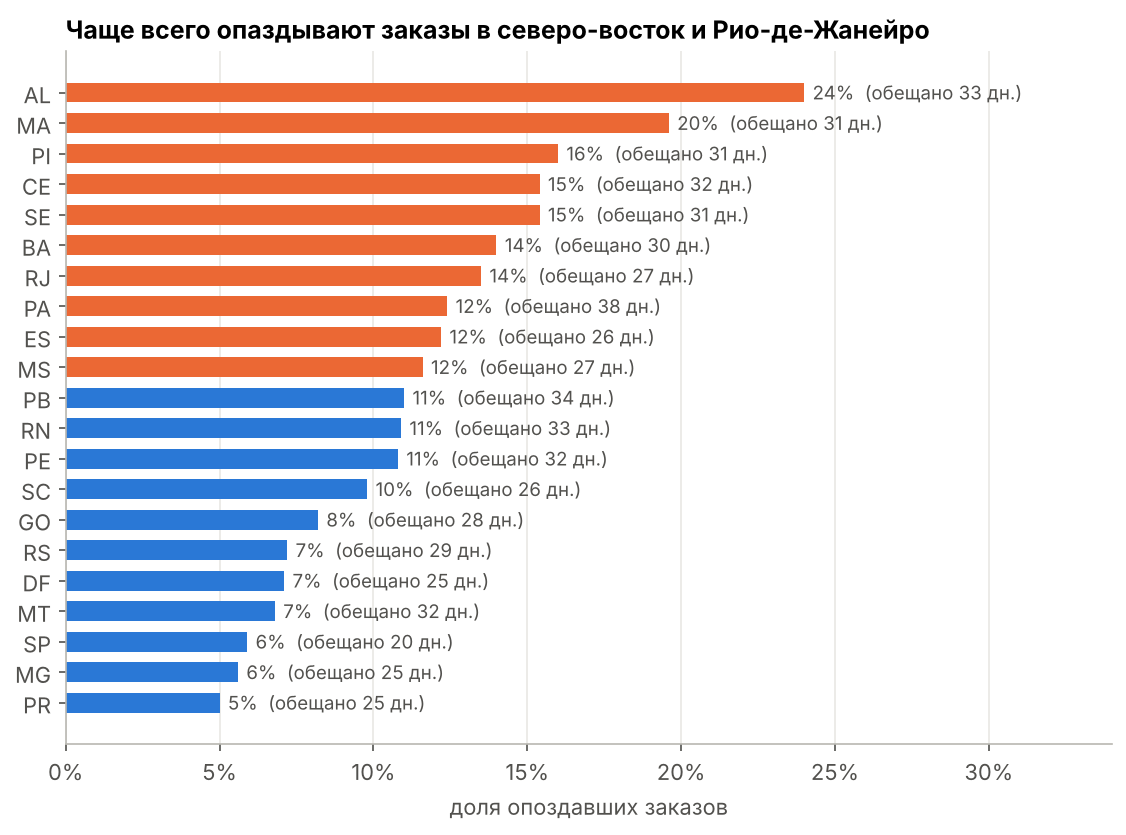 Чаще всего опаздывают заказы в северо-восток и Рио-де-Жанейро
AL 24% (обещано 33 дн.)
MA 20% (обещано 31 дн.)
PI 16% (обещано 31 дн.)
CE 15% (обещано 32 дн.)
SE 15% (обещано 31 дн.)
BA 14% (обещано 30 дн.)
RJ 14% (обещано 27 дн.)
PA 12% (обещано 38 дн.)
ES 12% (обещано 26 дн.)
MS 12% (обещано 27 дн.)
PB 11% (обещано 34 дн.)
RN 11% (обещано 33 дн.)
PE 11% (обещано 32 дн.)
SC 10% (обещано 26 дн.)
GO 8% (обещано 28 дн.)
RS 7% (обещано 29 дн.)
DF 7% (обещано 25 дн.)
MT 7% (обещано 32 дн.)
SP 6% (обещано 20 дн.)
MG 6% (обещано 25 дн.)
PR 5% (обещано 25 дн.)
0% 5% 10% 15% 20% 25% 30%
доля опоздавших заказов